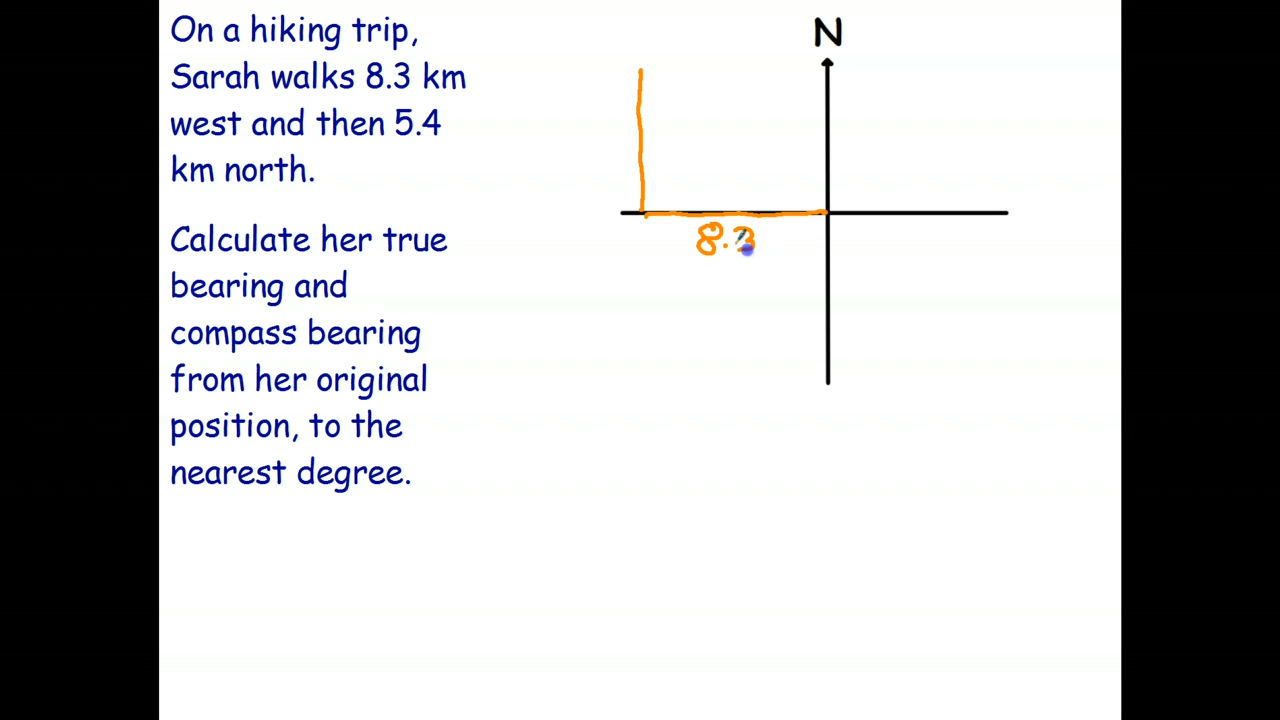 On a hiking trip,
Sarah walks 8.3 km
west and then 5.4
km north.
Calculate her true
bearing and
compass bearing
from her original
position, to the
nearest degree.
N
8.3